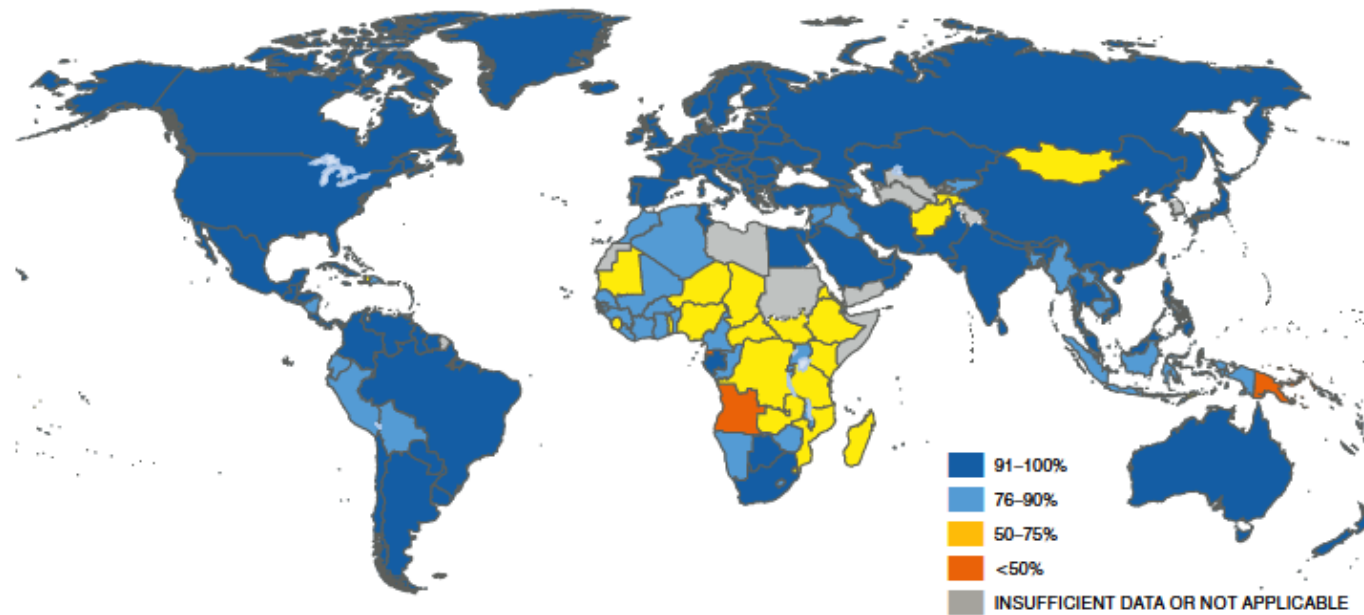 91–100%
76–90%
50–75%
<50%
INSUFFICIENT DATA OR NOT APPLICABLE